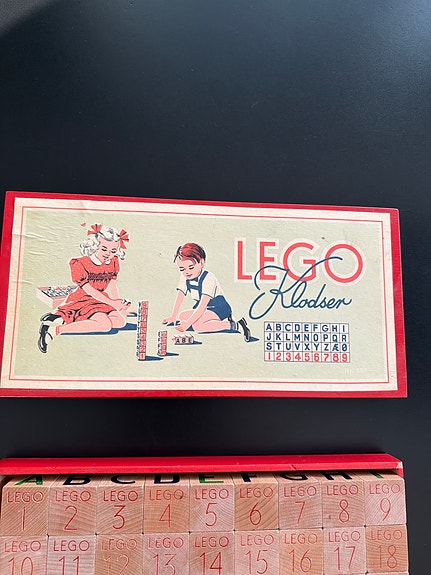 LEGO
Klodser
ABCDEFGHI
JKLMNOPQR
STUVXYZÆØ
123456789
ABC
A B C D E F G H I
LEGO LEGO LEGO LEGO LEGO LEGO LEGO LEGO LEGO
1 2 3 4 5 6 7 8 9
LEGO LEGO LEGO LEGO LEGO LEGO LEGO LEGO LEGO
10 11 12 13 14 15 16 17 18